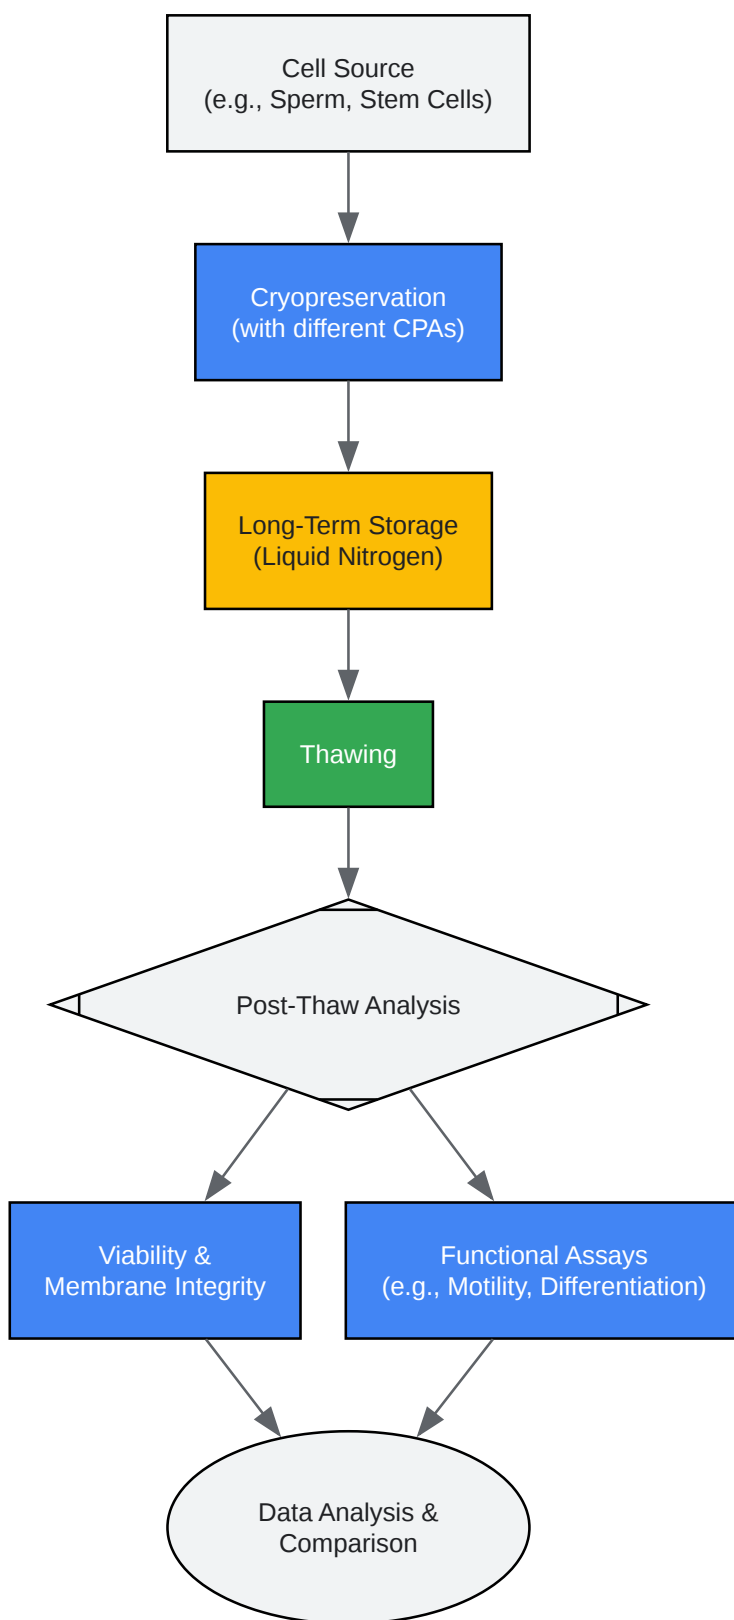 Cell Source
(e.g., Sperm, Stem Cells)
Cryopreservation
(with different CPAs)
Long-Term Storage
(Liquid Nitrogen)
Thawing
Post-Thaw Analysis
Viability &
Membrane Integrity
Functional Assays
(e.g., Motility, Differentiation)
Data Analysis &
Comparison